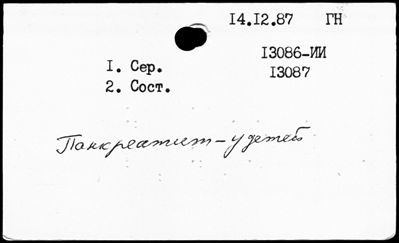 14.12.87 ГН
13086-ИИ
1. Сер.
13087
2. Сост.
Панкреатит – у детей